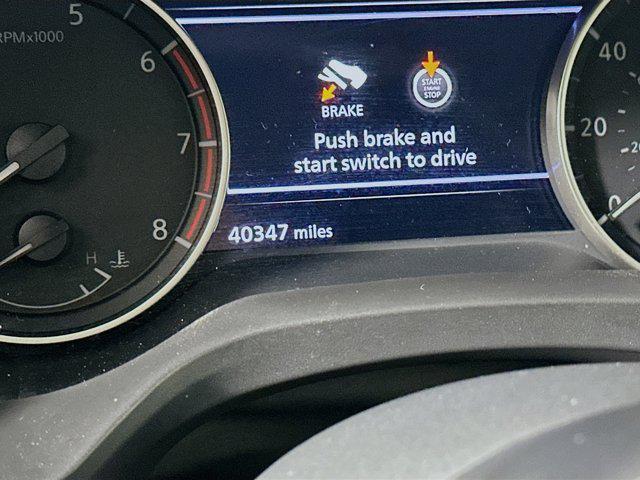 5
RPMx1000
6
7
8
H
BRAKE
START
ENGINE
STOP
Push brake and
start switch to drive
40347 miles
40
20
20
0